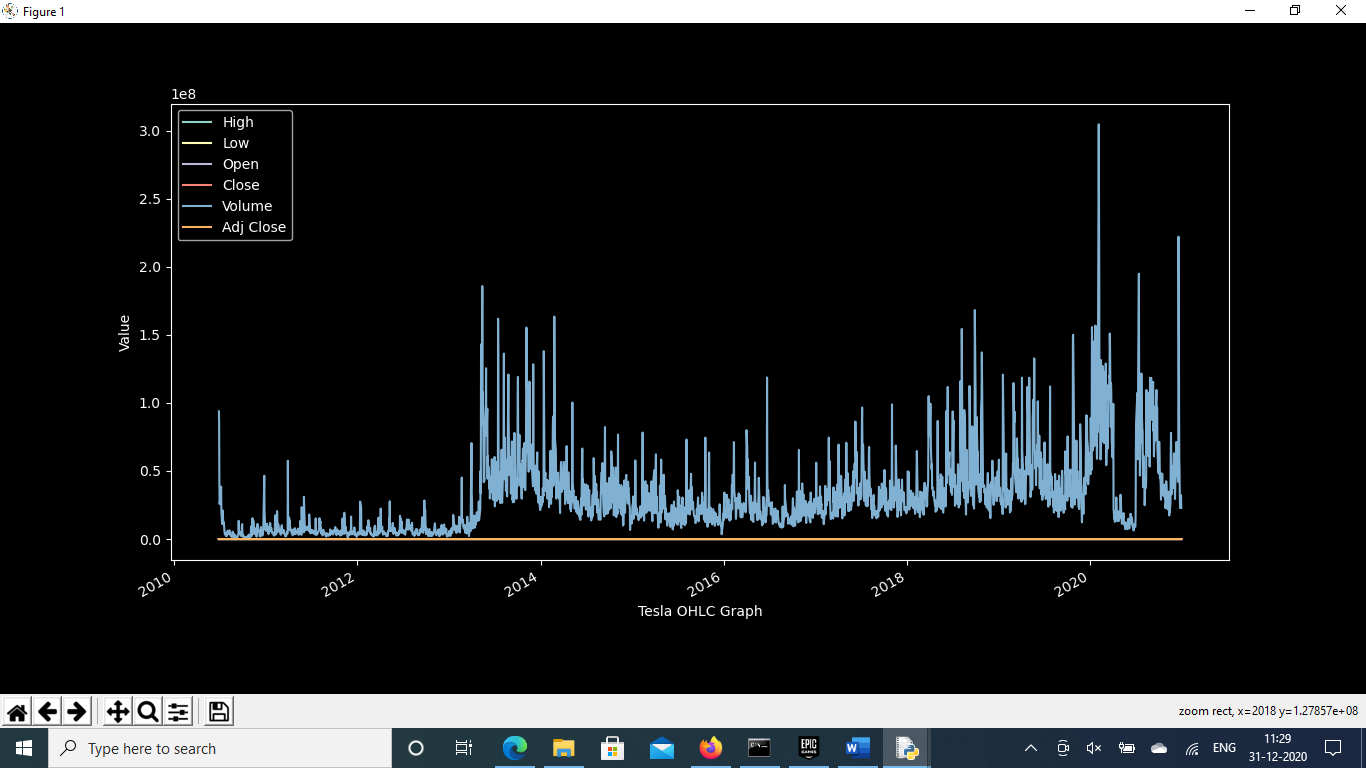 Figure 1
1e8
High
Low
Open
Close
Volume
Adj Close
3.0
2.5
2.0
1.5
1.0
0.5
0.0
Value
2010
2012
2014
2016
2018
2020
Tesla OHLC Graph
zoom rect, x=2018 y=1.27857e+08
Type here to search
EPIC
GAMES
W
ENG
11:29
31-12-2020